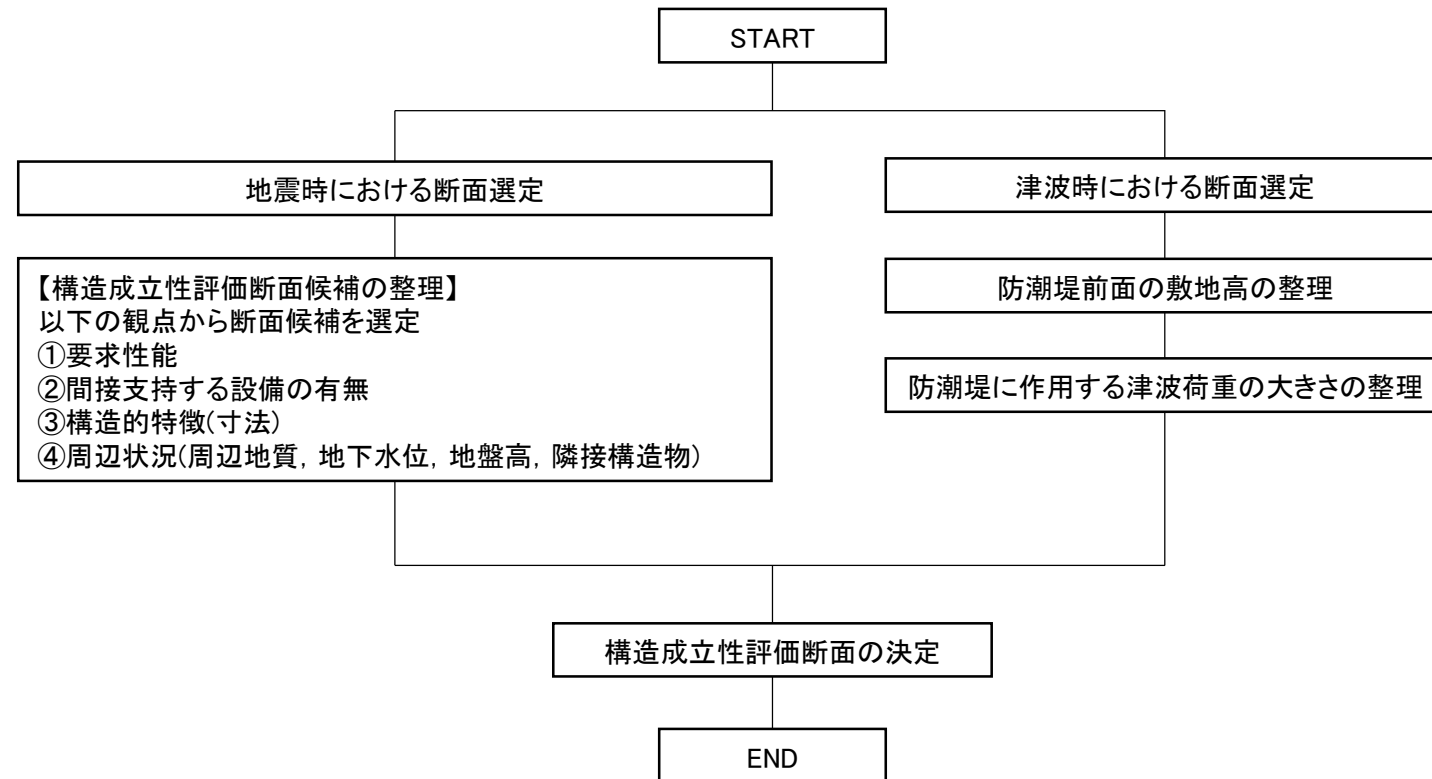 START
地震時における断面選定
【構造成立性評価断面候補の整理】
以下の観点から断面候補を選定
①要求性能
②間接支持する設備の有無
③構造的特徴(寸法)
④周辺状況(周辺地質, 地下水位, 地盤高, 隣接構造物)
津波時における断面選定
防潮堤前面の敷地高の整理
防潮堤に作用する津波荷重の大きさの整理
構造成立性評価断面の決定
END